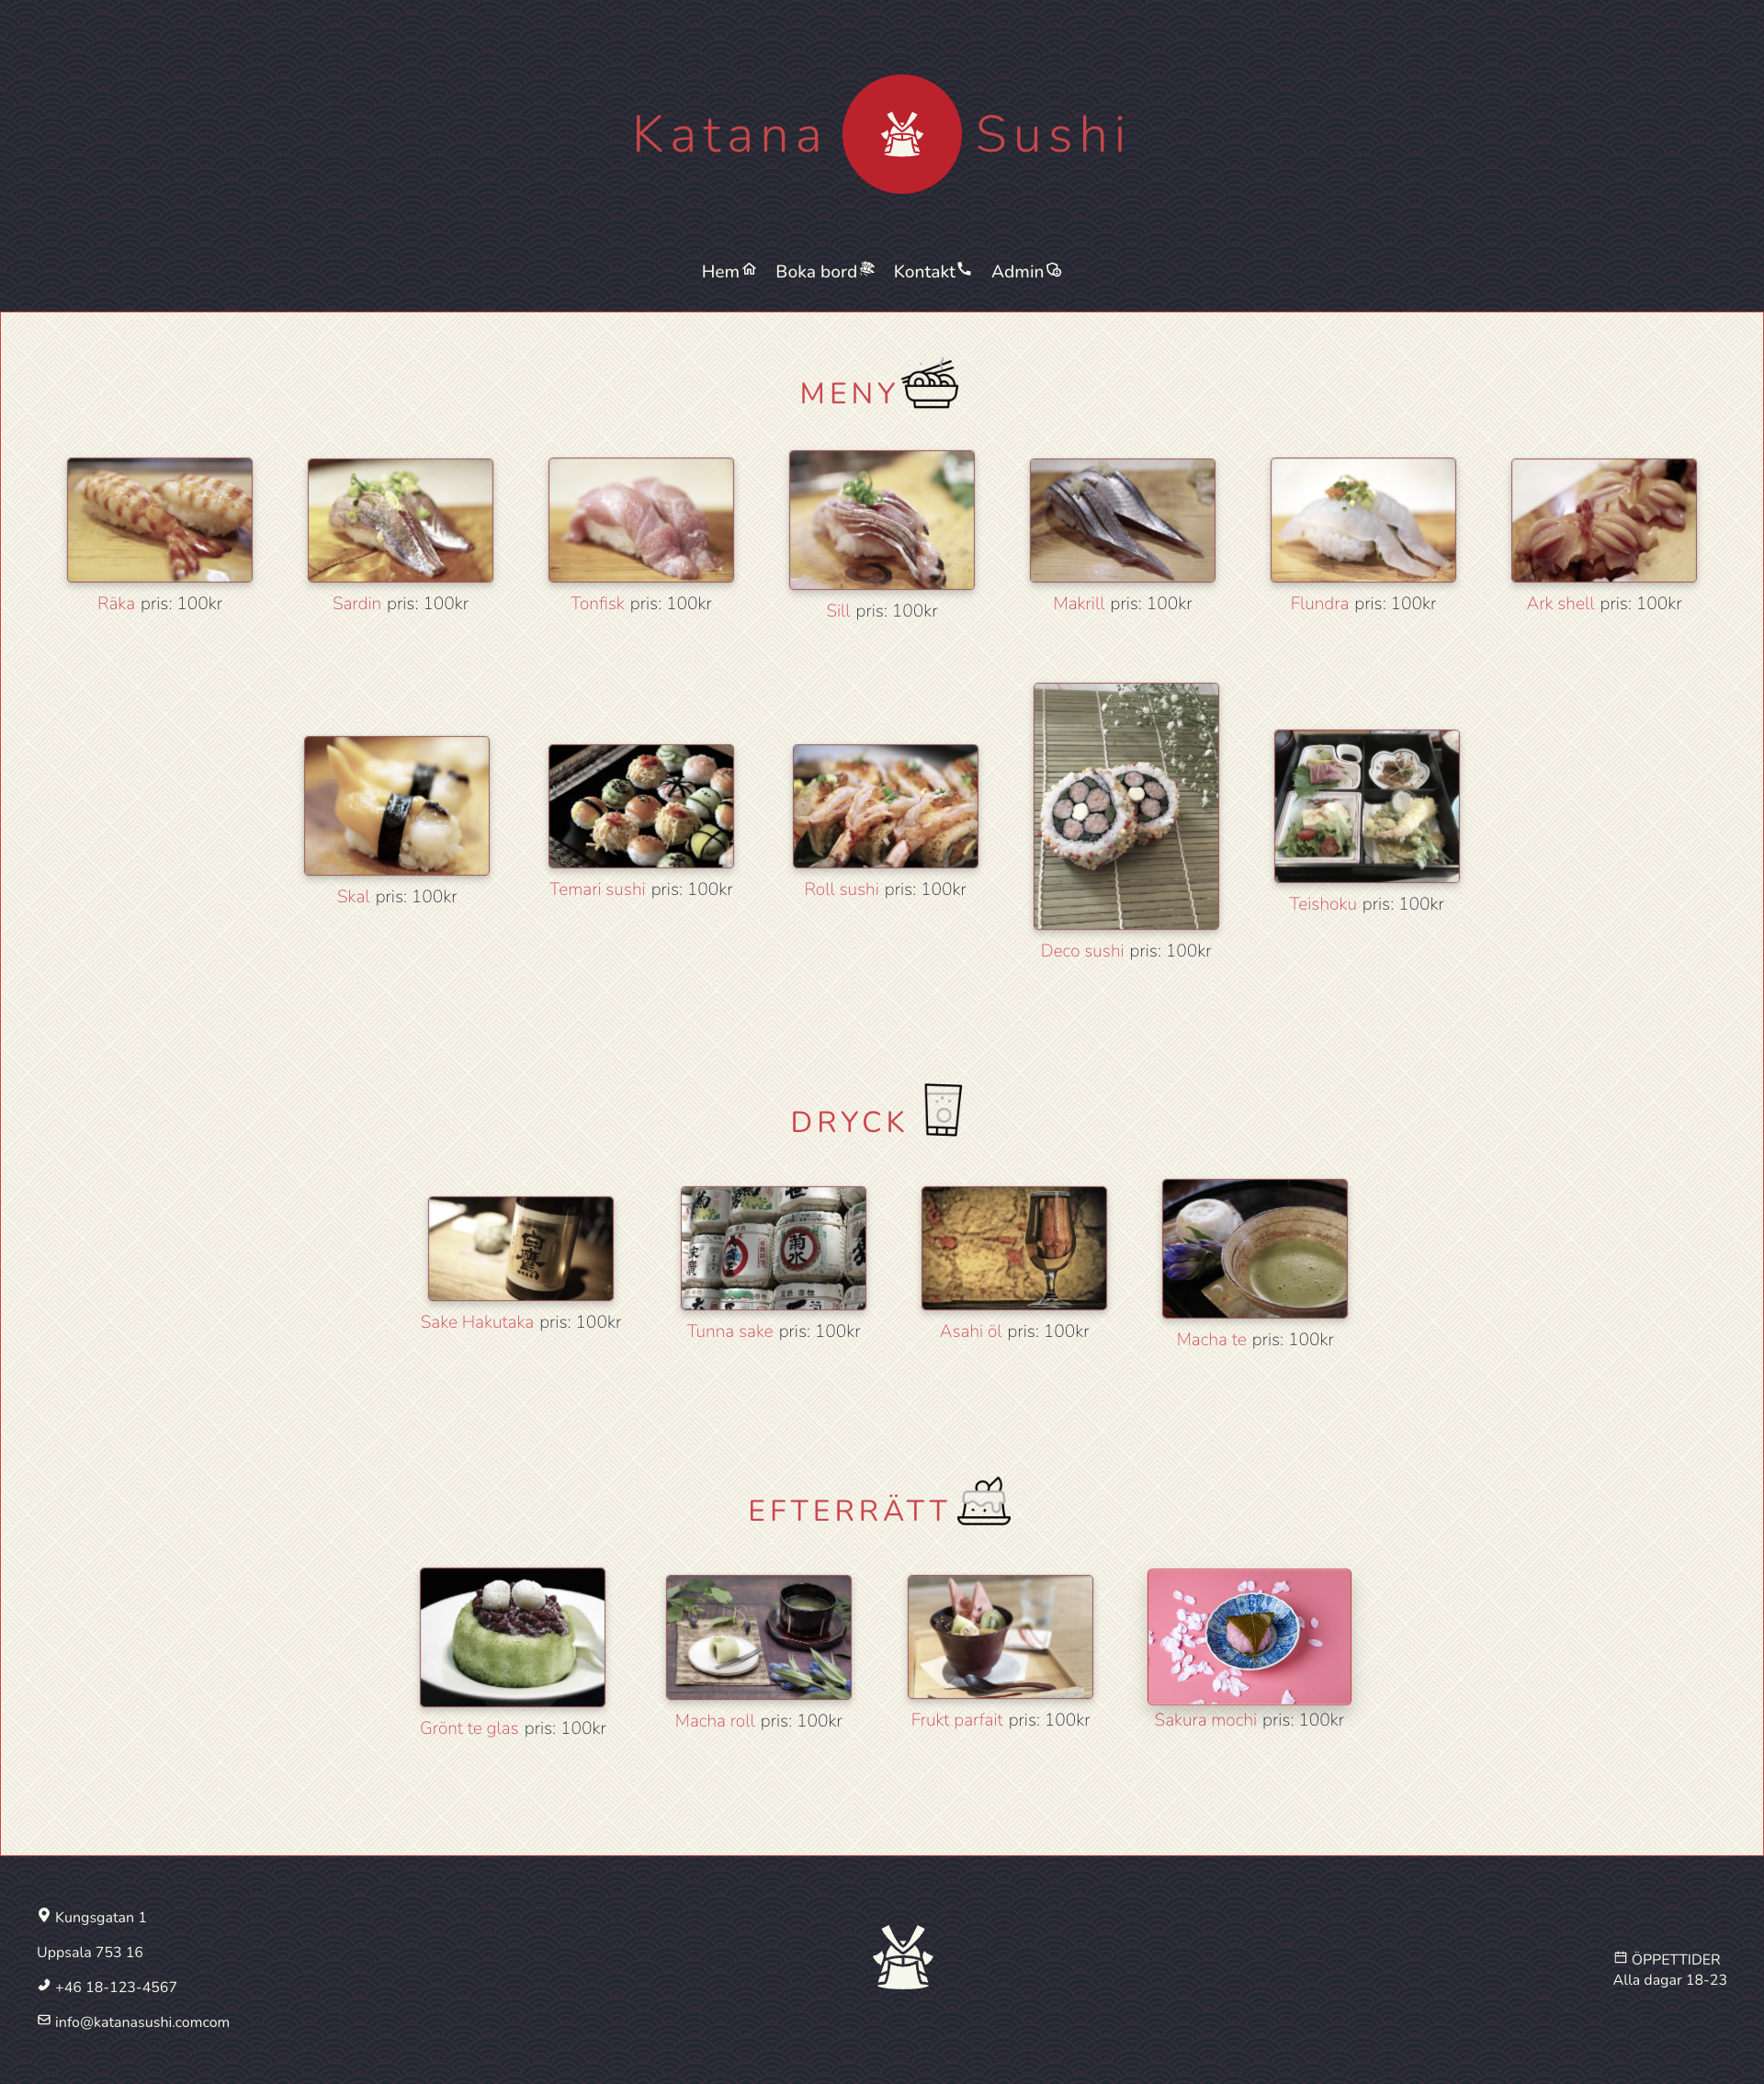 Katana Sushi
Hem Boka bord Kontakt Admin
MENY
Räka pris: 100kr
Sardin pris: 100kr
Tonfisk pris: 100kr
Sill pris: 100kr
Makrill pris: 100kr
Flundra pris: 100kr
Ark shell pris: 100kr
Skal pris: 100kr
Temari sushi pris: 100kr
Roll sushi pris: 100kr
Deco sushi pris: 100kr
Teishoku pris: 100kr
DRYCK
白鷹
菊水
Sake Hakutaka pris: 100kr
Tunna sake pris: 100kr
Asahi öl pris: 100kr
Macha te pris: 100kr
EFTERRÄTT
Grönt te glas pris: 100kr
Macha roll pris: 100kr
Frukt parfait pris: 100kr
Sakura mochi pris: 100kr
Kungsgatan 1
Uppsala 753 16
+46 18-123-4567
info@katanasushi.comcom
ÖPPETTIDER
Alla dagar 18-23